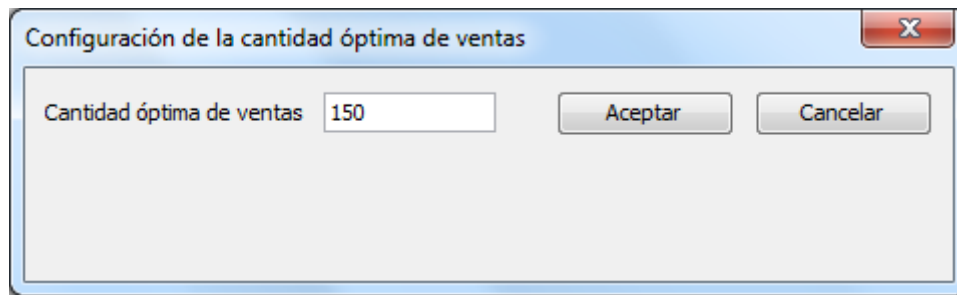 Configuración de la cantidad óptima de ventas
Cantidad óptima de ventas 150 Aceptar Cancelar